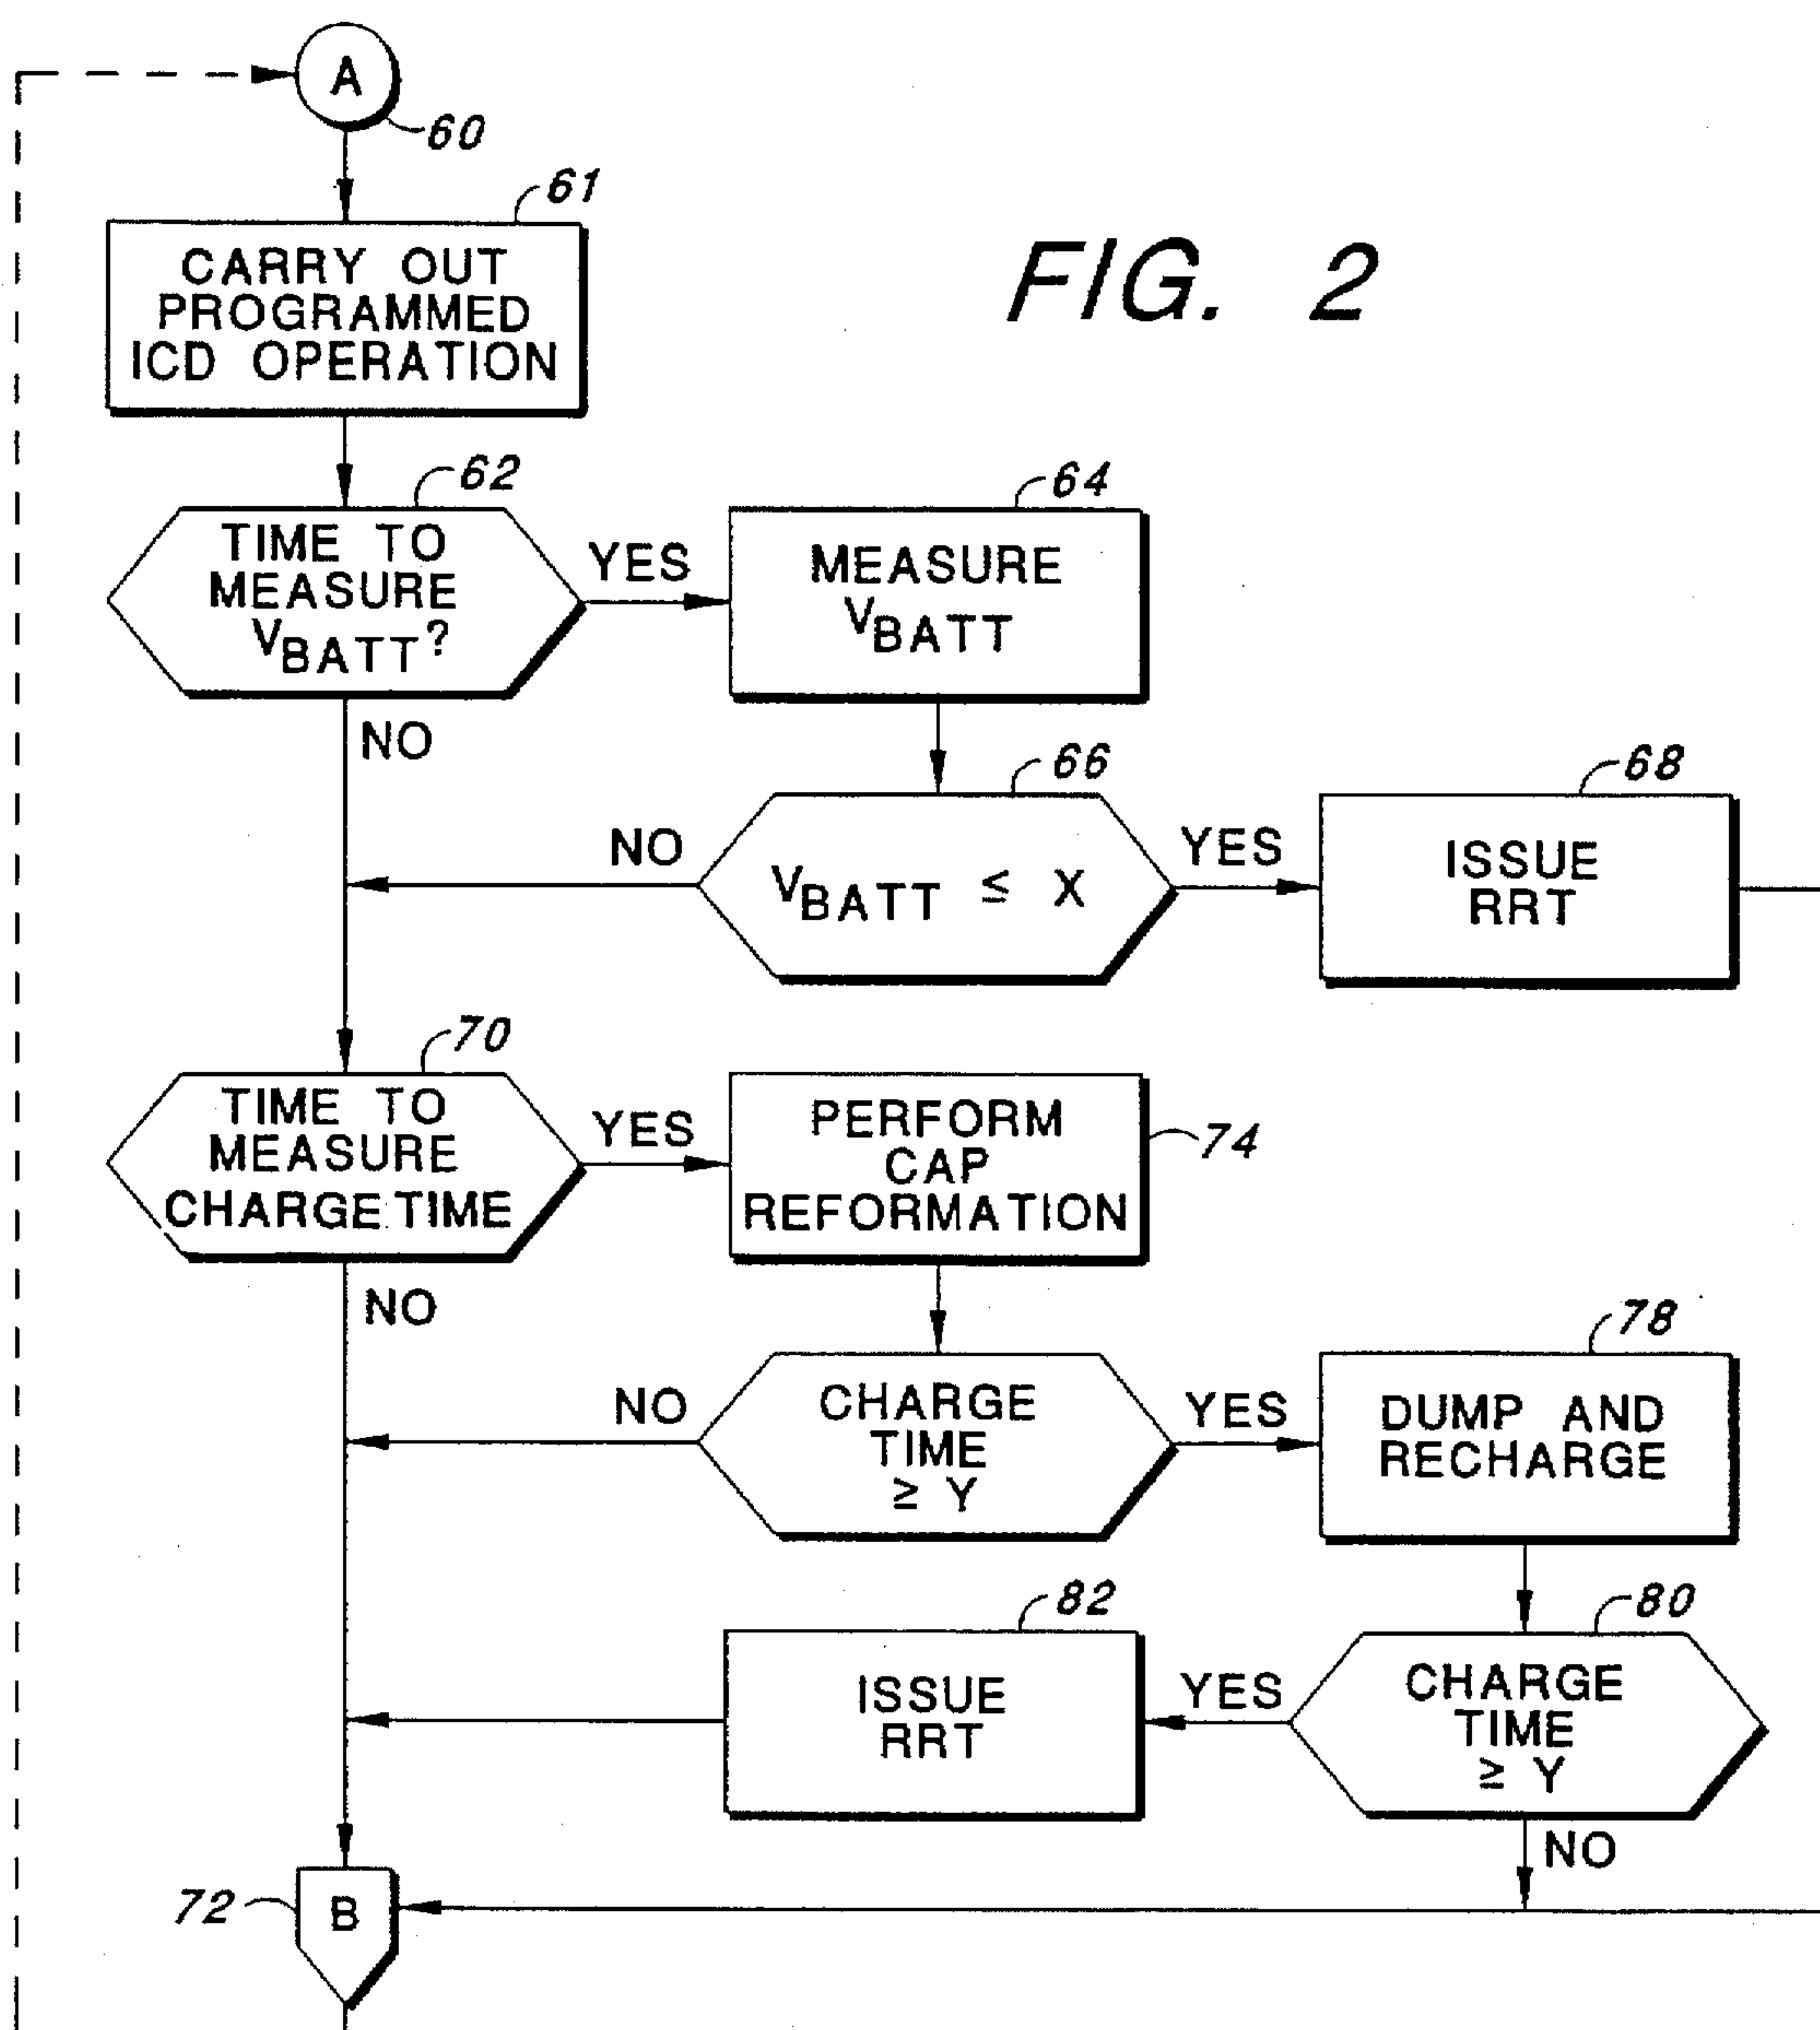 A
60
61
CARRY OUT
PROGRAMMED
ICD OPERATION
FIG. 2
62
TIME TO
MEASURE
VBATT?
YES
64
MEASURE
VBATT
NO
66
VBATT ≤ X
NO
YES
68
ISSUE
RRT
70
TIME TO
MEASURE
CHARGE TIME
YES
PERFORM
CAP
REFORMATION
74
NO
CHARGE
TIME
≥ Y
NO
YES
78
DUMP AND
RECHARGE
82
ISSUE
RRT
YES
80
CHARGE
TIME
≥ Y
NO
72
B